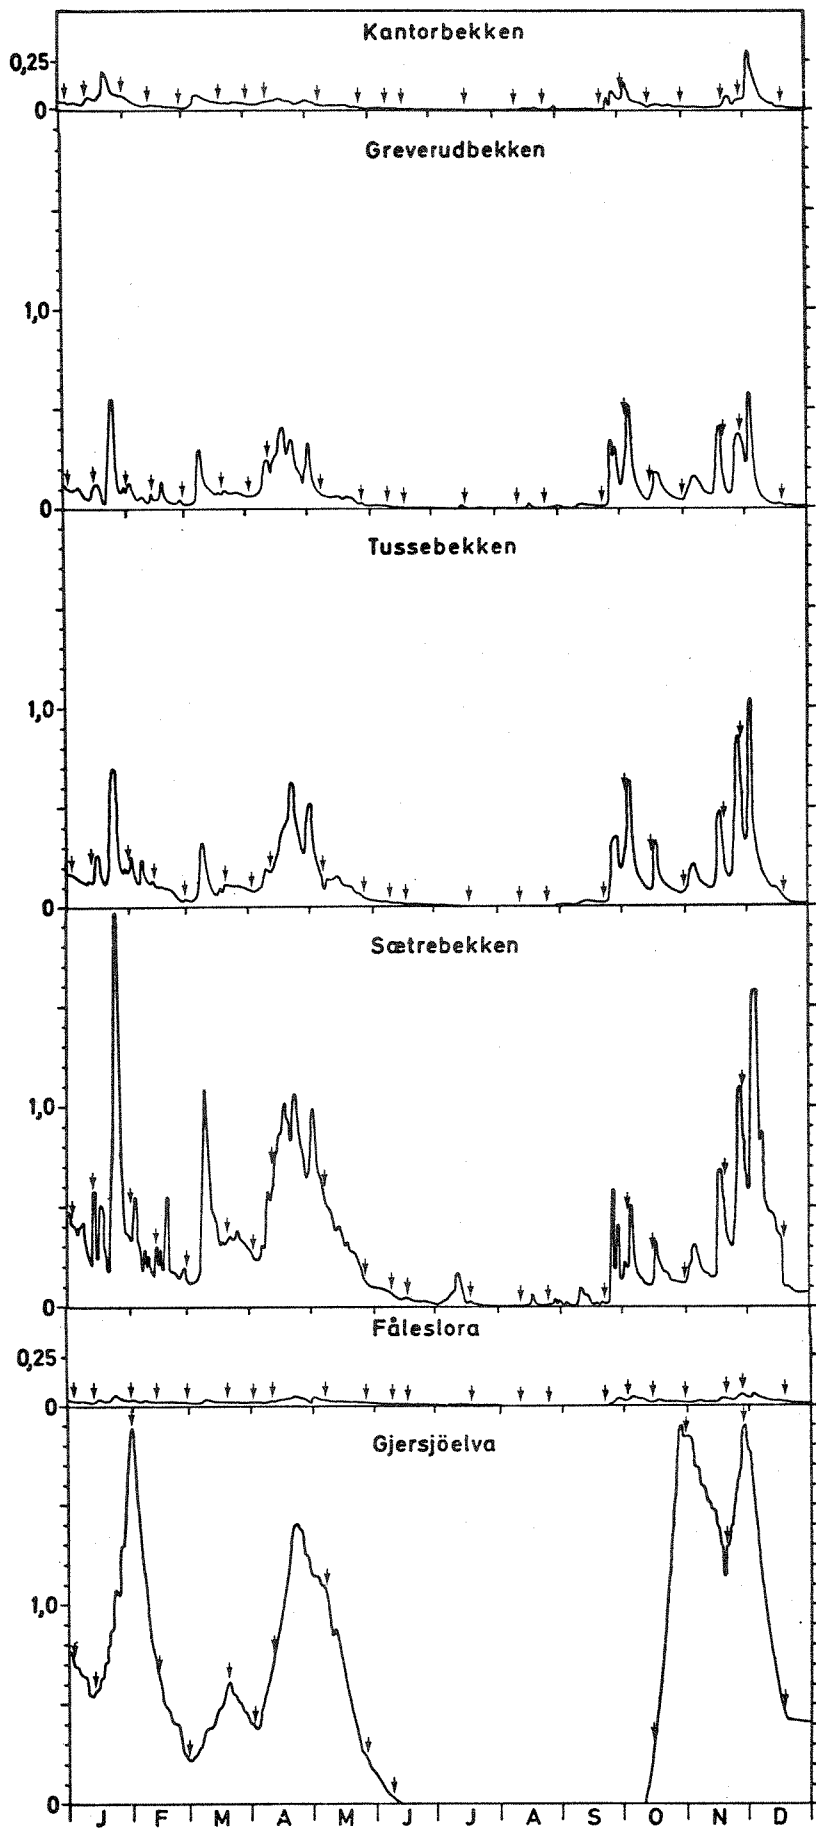 Kantorbekken
0,25
0
Greverudbekken
1,0
0
Tussebekken
1,0
0
Sætrebekken
1,0
0
Fåleslora
0,25
0
Gjersjöelva
1,0
0
J F M A M J J A S O N D